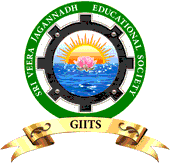 SRI VEERA JAGANNADH EDUCATIONAL SOCIETY
GIITS